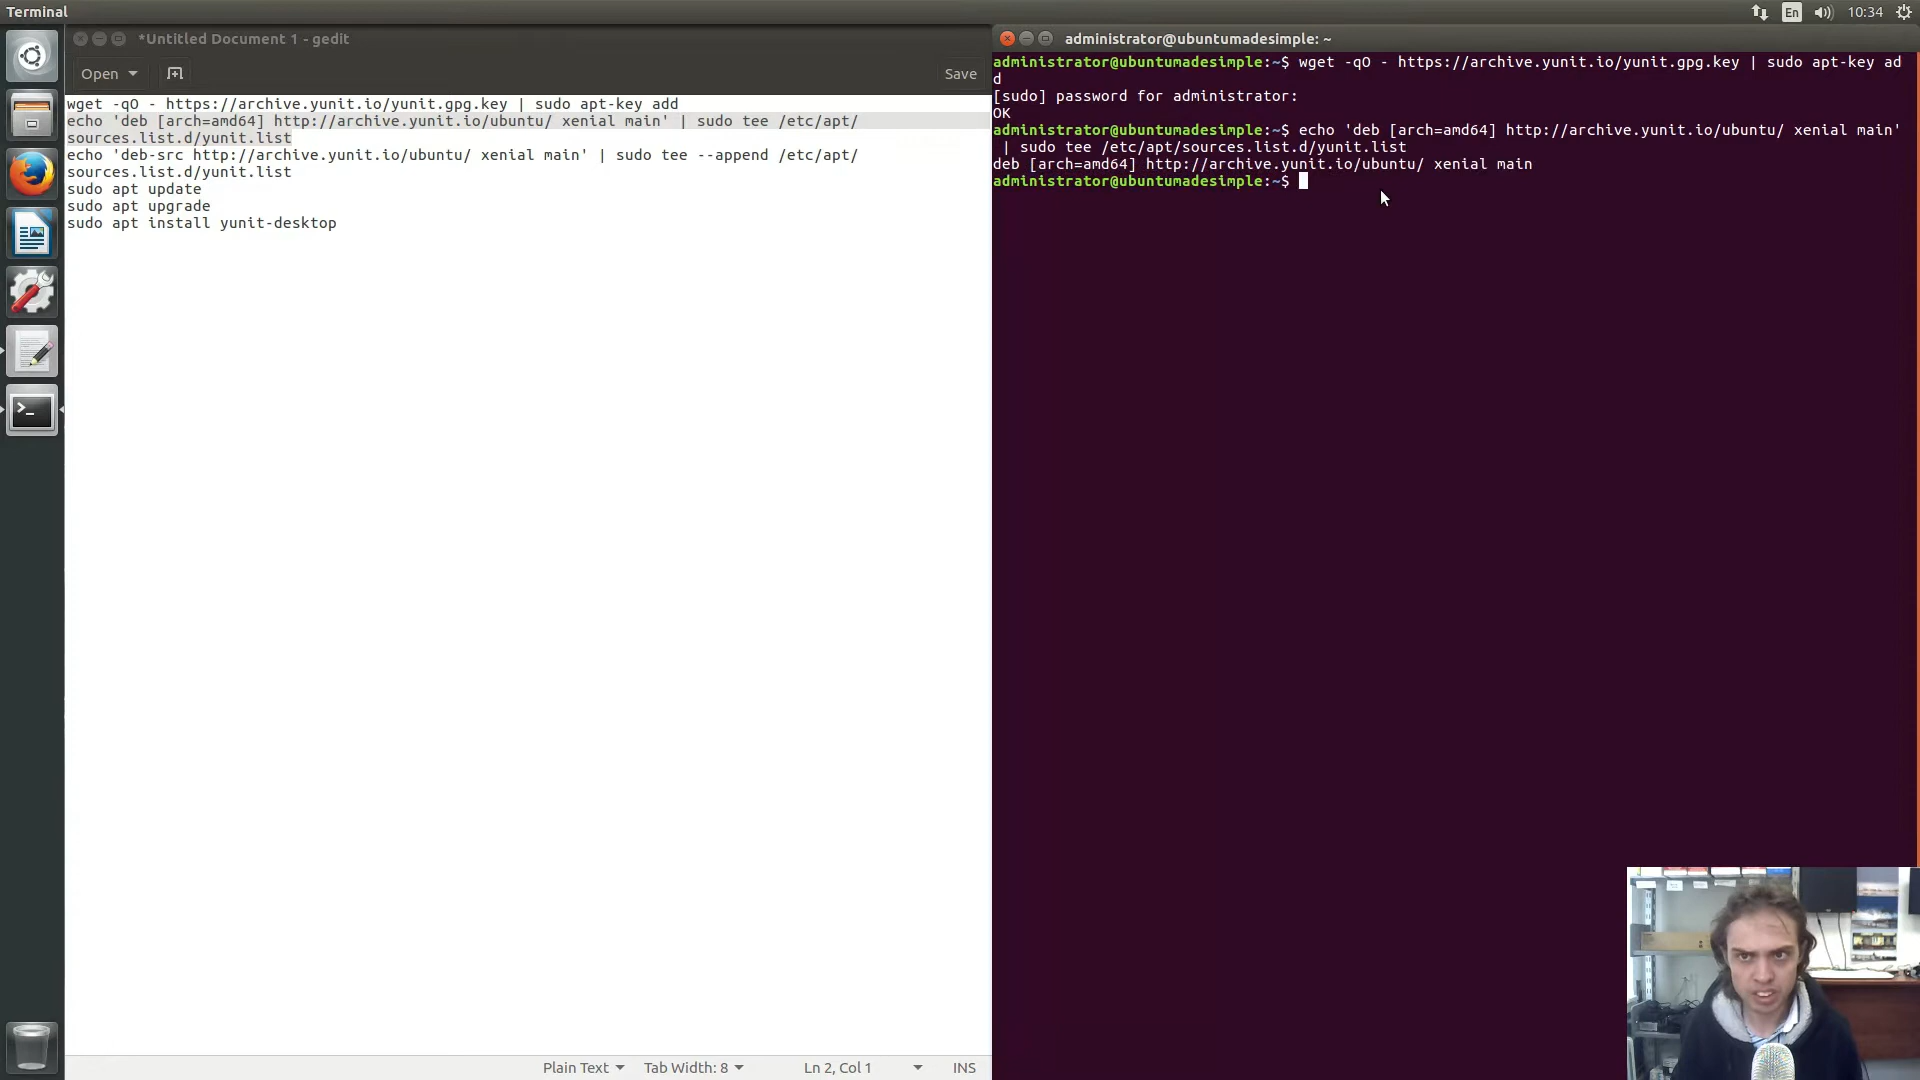 Terminal
En
10:34
*Untitled Document 1 - gedit
Open
Save
wget -qO - https://archive.yunit.io/yunit.gpg.key | sudo apt-key add
echo 'deb [arch=amd64] http://archive.yunit.io/ubuntu/ xenial main' | sudo tee /etc/apt/
sources.list.d/yunit.list
echo 'deb-src http://archive.yunit.io/ubuntu/ xenial main' | sudo tee --append /etc/apt/
sources.list.d/yunit.list
sudo apt update
sudo apt upgrade
sudo apt install yunit-desktop
Plain Text
Tab Width: 8
Ln 2, Col 1
INS
administrator@ubuntumadesimple: ~
administrator@ubuntumadesimple:~$ wget -qO - https://archive.yunit.io/yunit.gpg.key | sudo apt-key ad
d
[sudo] password for administrator:
OK
administrator@ubuntumadesimple:~$ echo 'deb [arch=amd64] http://archive.yunit.io/ubuntu/ xenial main'
| sudo tee /etc/apt/sources.list.d/yunit.list
deb [arch=amd64] http://archive.yunit.io/ubuntu/ xenial main
administrator@ubuntumadesimple:~$